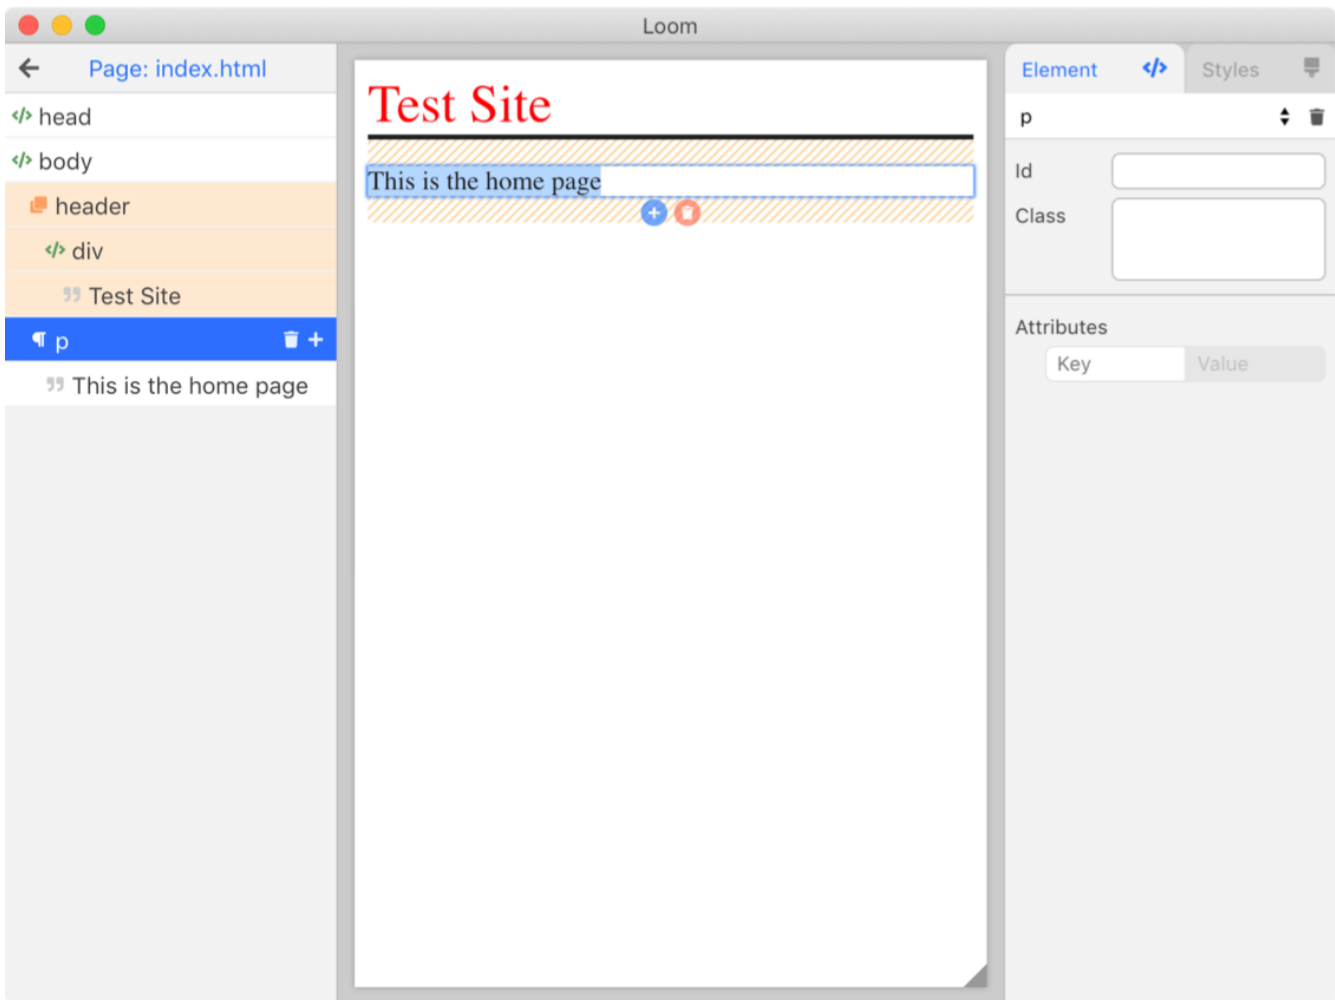 Loom
Page: index.html
head
body
header
div
Test Site
p
This is the home page
Test Site
This is the home page
Element
Styles
p
Id
Class
Attributes
Key Value